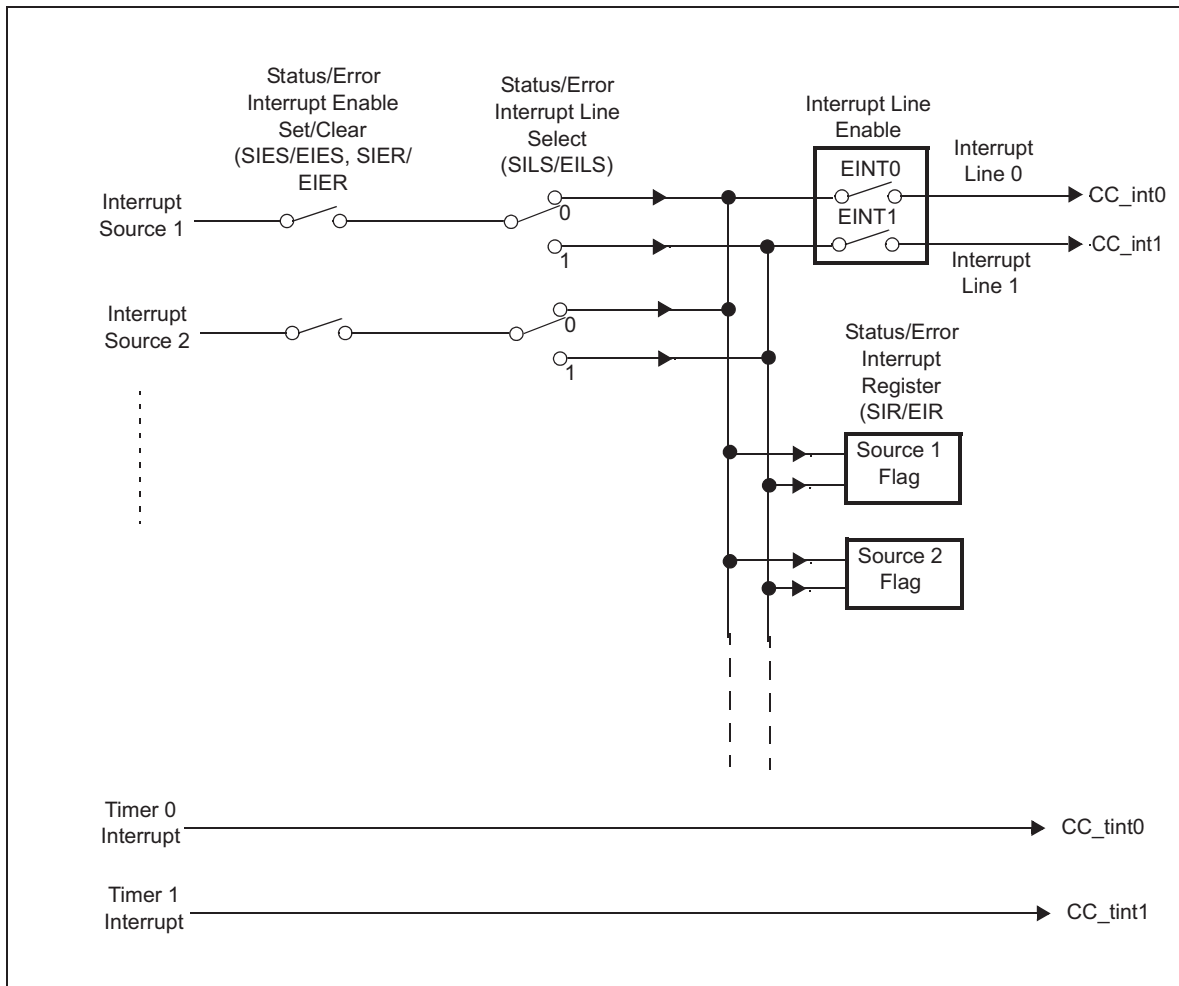 Status/Error
Interrupt Enable
Set/Clear
(SIES/EIES, SIER/
EIER
Status/Error
Interrupt Line
Select
(SILS/EILS)
Interrupt Line
Enable
EINT0
EINT1
Interrupt
Line 0
CC_int0
CC_int1
Interrupt
Line 1
Interrupt
Source 1
0
1
Interrupt
Source 2
0
1
Status/Error
Interrupt
Register
(SIR/EIR
Source 1
Flag
Source 2
Flag
Timer 0
Interrupt
CC_tint0
Timer 1
Interrupt
CC_tint1